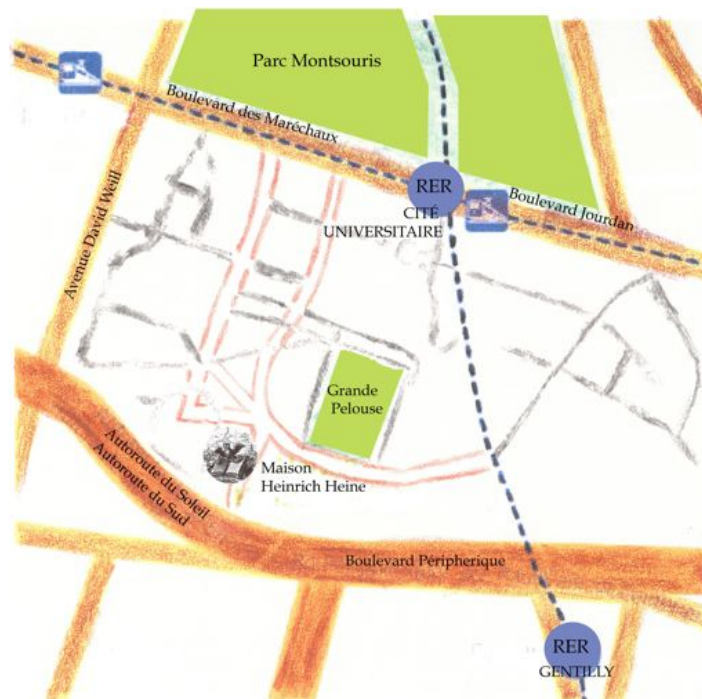 Parc Montsouris
Boulevard des Maréchaux
RER
CITÉ
UNIVERSITAIRE
Boulevard Jourdan
Avenue David Weill
Grande
Pelouse
Maison
Heinrich Heine
Autoroute du Soleil
Autoroute du Sud
Boulevard Péripherique
RER
GENTILLY